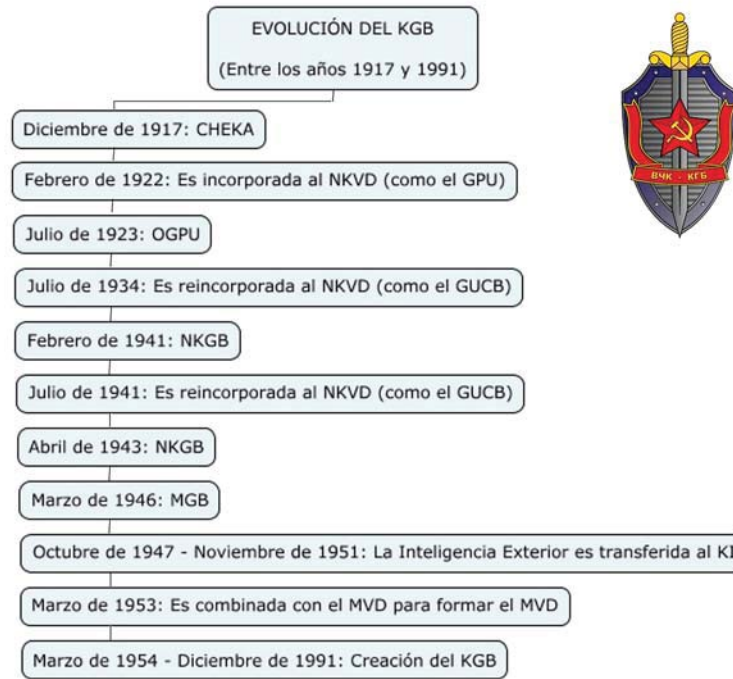 EVOLUCIÓN DEL KGB
(Entre los años 1917 y 1991)
Diciembre de 1917: CHEKA
Febrero de 1922: Es incorporada al NKVD (como el GPU)
Julio de 1923: OGPU
Julio de 1934: Es reincorporada al NKVD (como el GUCB)
Febrero de 1941: NKGB
Julio de 1941: Es reincorporada al NKVD (como el GUCB)
Abril de 1943: NKGB
Marzo de 1946: MGB
Octubre de 1947 - Noviembre de 1951: La Inteligencia Exterior es transferida al
Marzo de 1953: Es combinada con el MVD para formar el MVD
Marzo de 1954 - Diciembre de 1991: Creación del KGB
ВЧК - КГБ